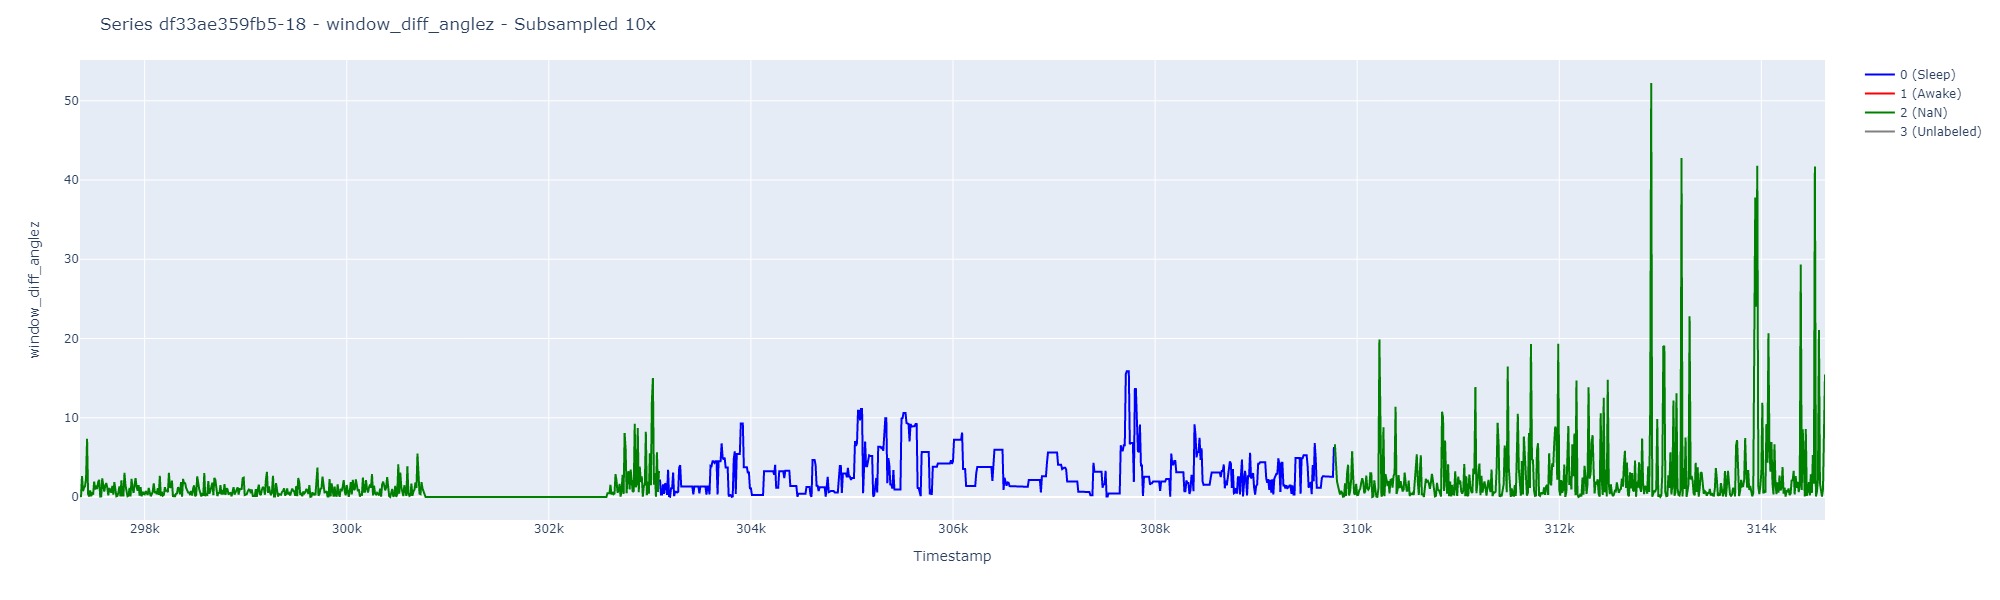 Series df33ae359fb5-18 - window_diff_anglez - Subsampled 10x
0 (Sleep)
1 (Awake)
2 (NaN)
3 (Unlabeled)
window_diff_anglez
50
40
30
20
10
0
298k
300k
302k
304k
306k
308k
310k
312k
314k
Timestamp